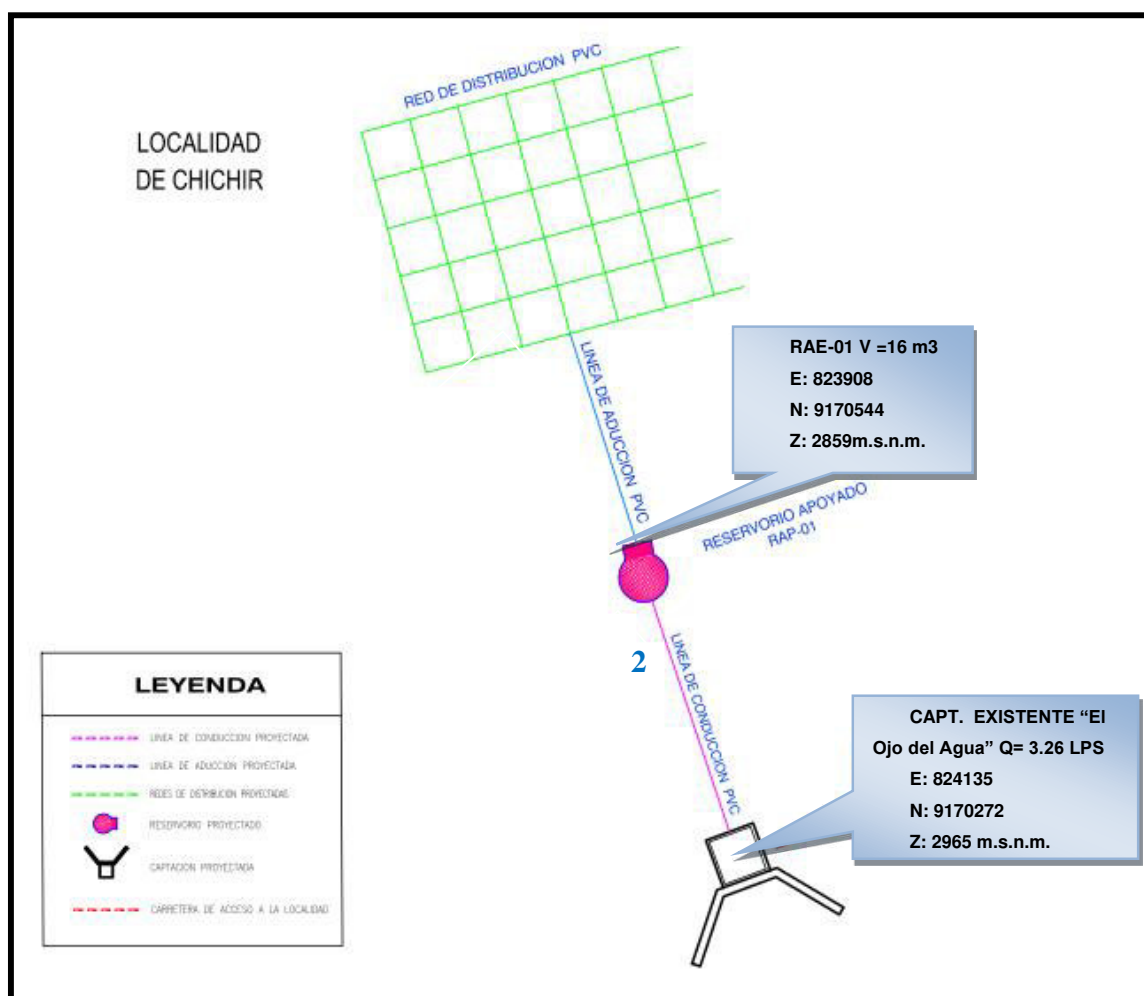 RED DE DISTRIBUCION PVC
LOCALIDAD
DE CHICHIR
RAE-01 V =16 m3
E: 823908
N: 9170544
Z: 2859m.s.n.m.
LINEA DE ADUCCION PVC
RESERVORIO APOYADO
RAP-01
2
LINEA DE CONDUCCION PVC
CAPT. EXISTENTE “El
Ojo del Agua” Q= 3.26 LPS
E: 824135
N: 9170272
Z: 2965 m.s.n.m.
LEYENDA
LINEA DE CONDUCCION PROYECTADA
LINEA DE ADUCCION PROYECTADA
REDES DE DISTRIBUCION PROYECTADAS
RESERVORIO PROYECTADO
CAPTACION PROYECTADA
CARRETERA DE ACCESO A LA LOCALIDAD